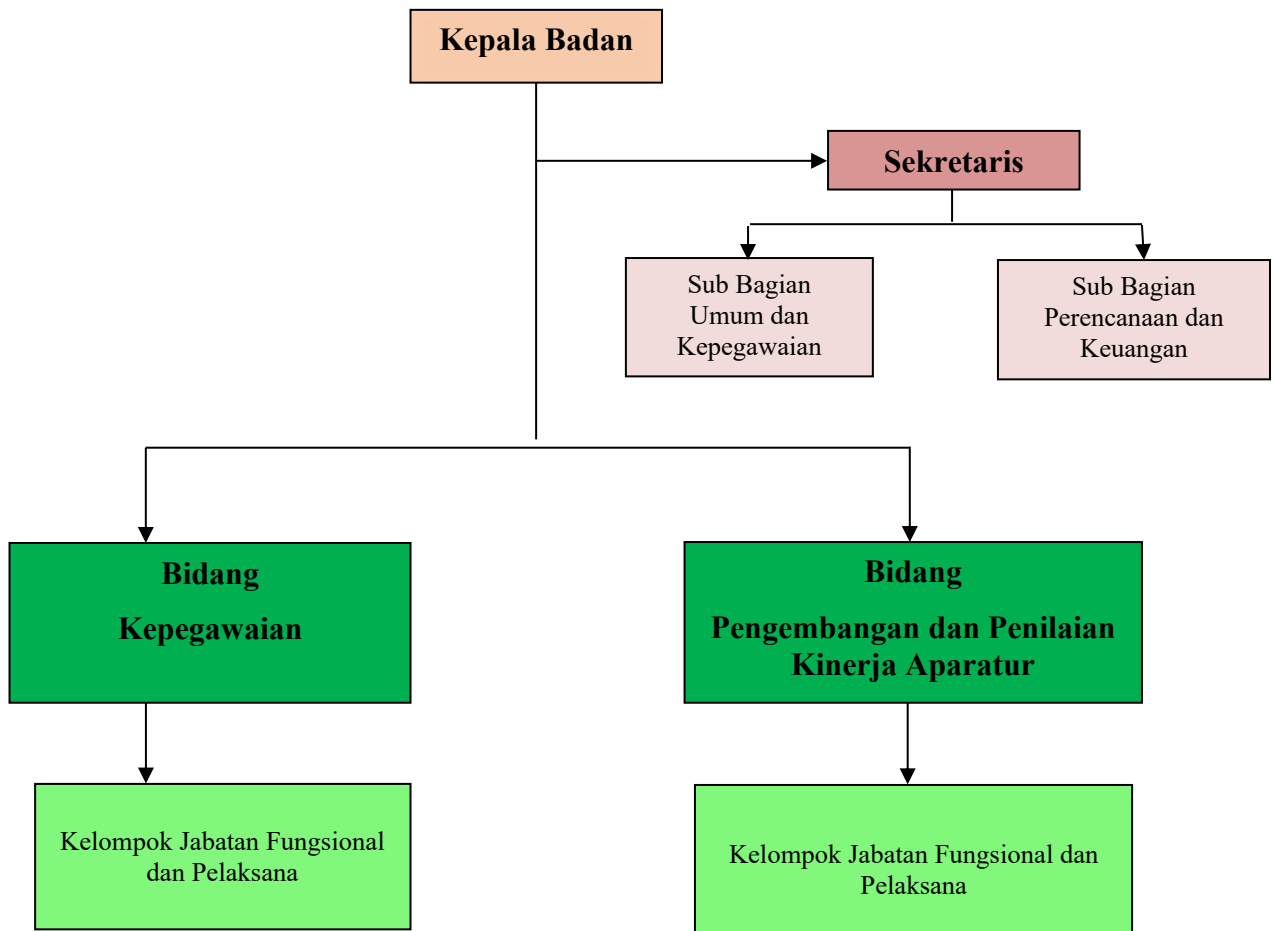 Kepala Badan
Sekretaris
Sub Bagian
Umum dan
Kepegawaian
Sub Bagian
Perencanaan dan
Keuangan
Bidang
Kepegawaian
Bidang
Pengembangan dan Penilaian
Kinerja Aparatur
Kelompok Jabatan Fungsional
dan Pelaksana
Kelompok Jabatan Fungsional dan
Pelaksana